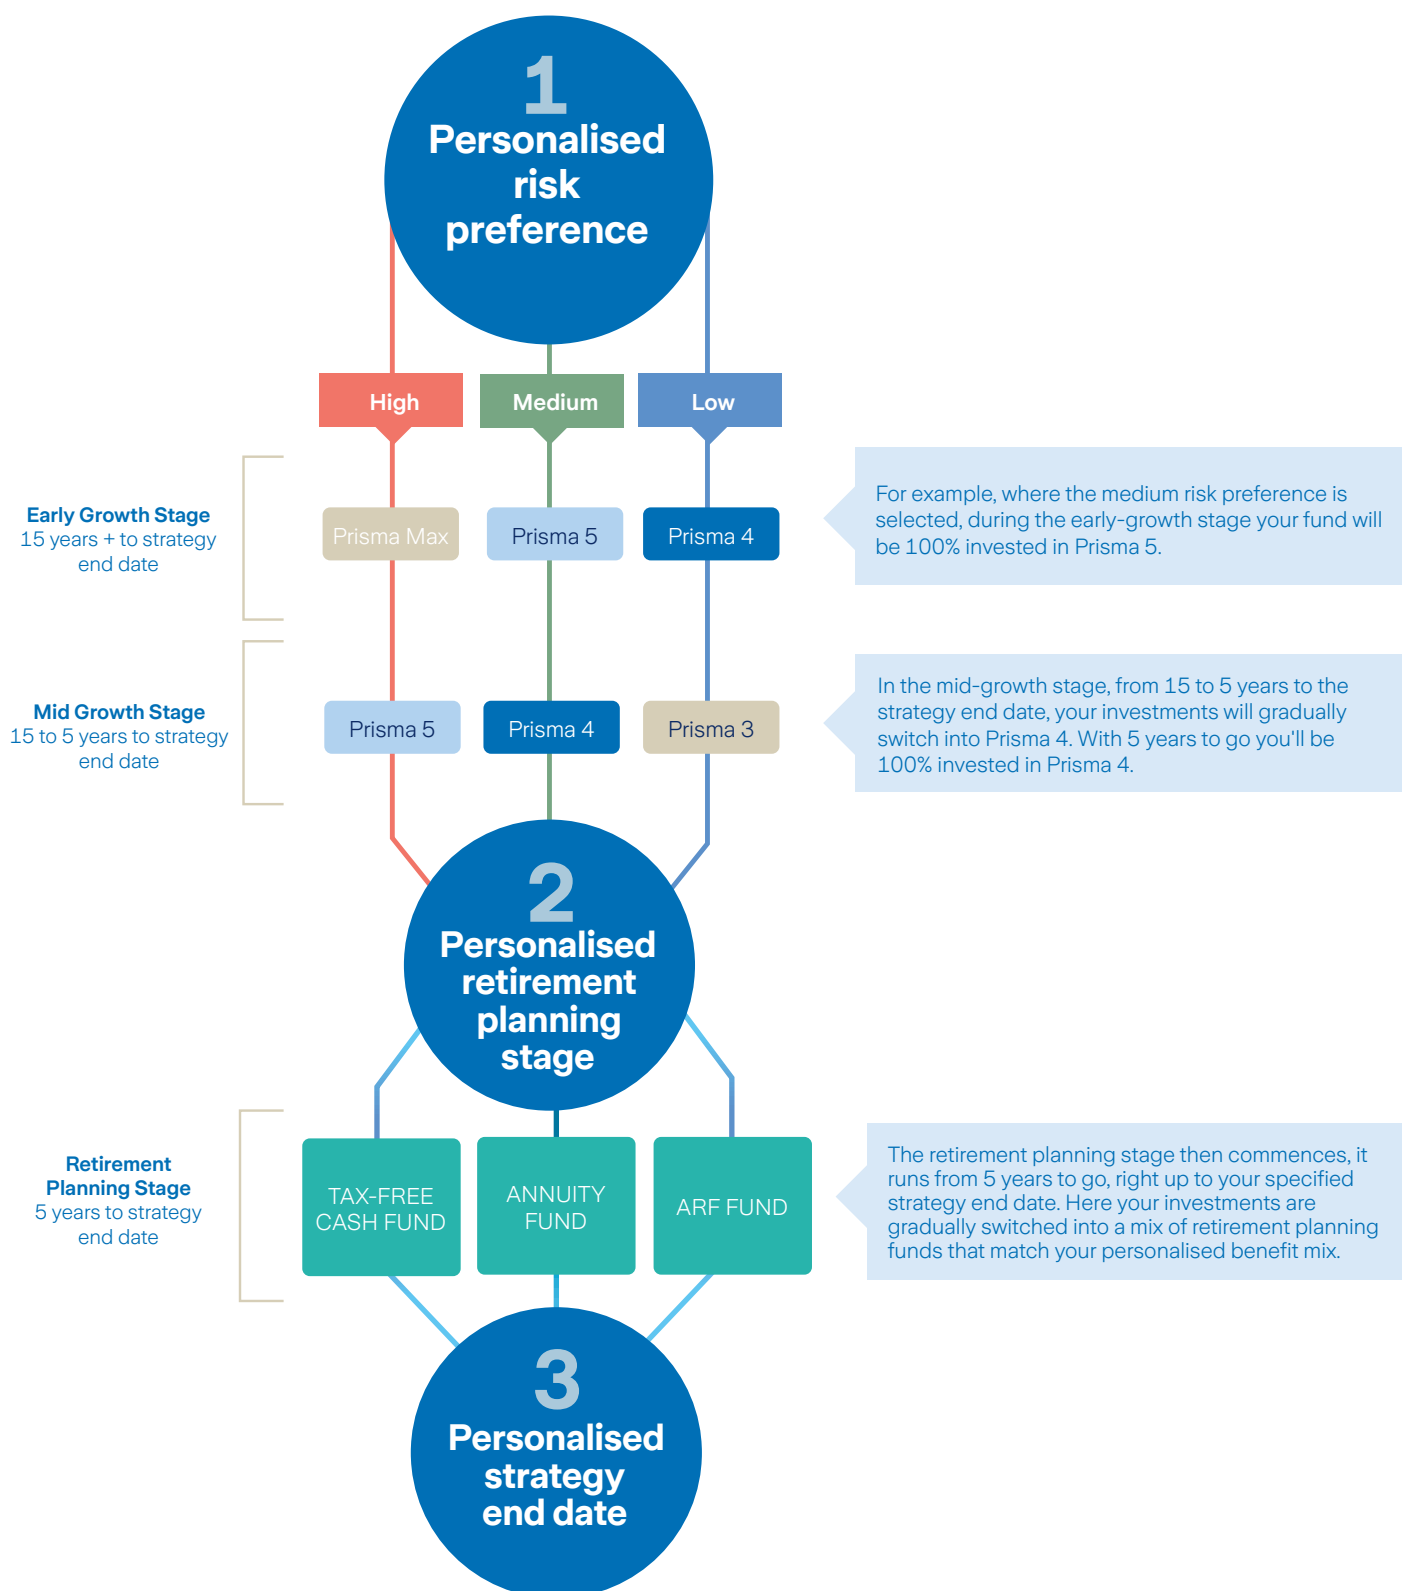 1
Personalised
risk
preference
High
Medium
Low
Early Growth Stage
15 years + to strategy
end date
Prisma Max
Prisma 5
Prisma 4
For example, where the medium risk preference is
selected, during the early-growth stage your fund will
be 100% invested in Prisma 5.
Mid Growth Stage
15 to 5 years to strategy
end date
Prisma 5
Prisma 4
Prisma 3
In the mid-growth stage, from 15 to 5 years to the
strategy end date, your investments will gradually
switch into Prisma 4. With 5 years to go you'll be
100% invested in Prisma 4.
2
Personalised
retirement
planning
stage
Retirement
Planning Stage
5 years to strategy
end date
TAX-FREE
CASH FUND
ANNUITY
FUND
ARF FUND
The retirement planning stage then commences, it
runs from 5 years to go, right up to your specified
strategy end date. Here your investments are
gradually switched into a mix of retirement planning
funds that match your personalised benefit mix.
3
Personalised
strategy
end date